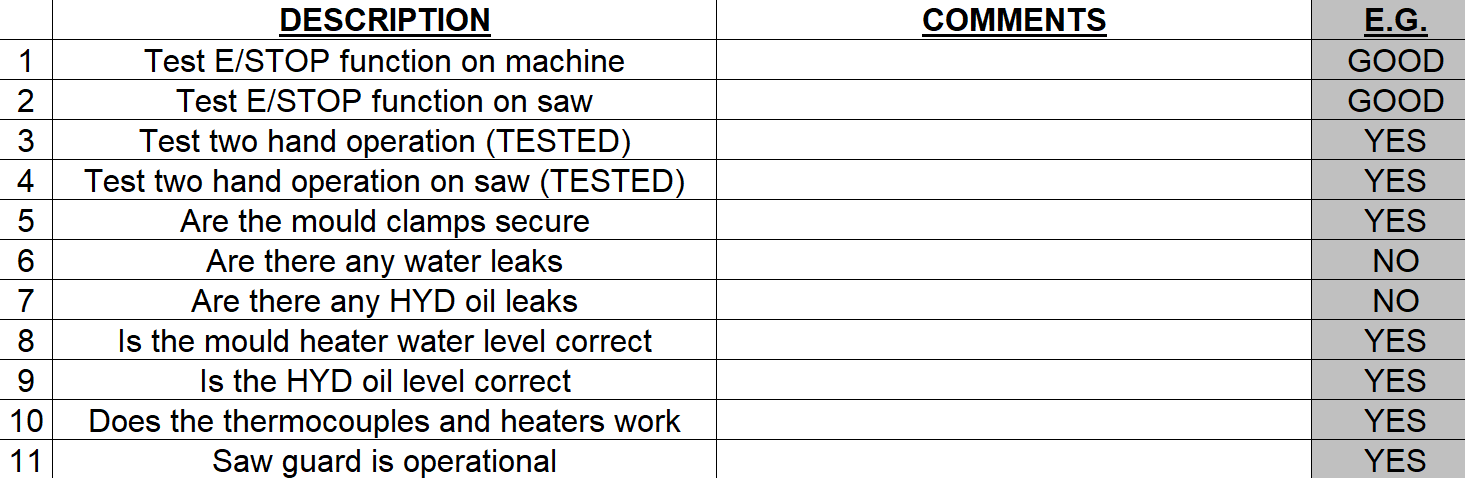 DESCRIPTION COMMENTS E.G.
1 Test E/STOP function on machine GOOD
2 Test E/STOP function on saw GOOD
3 Test two hand operation (TESTED) YES
4 Test two hand operation on saw (TESTED) YES
5 Are the mould clamps secure YES
6 Are there any water leaks NO
7 Are there any HYD oil leaks NO
8 Is the mould heater water level correct YES
9 Is the HYD oil level correct YES
10 Does the thermocouples and heaters work YES
11 Saw guard is operational YES